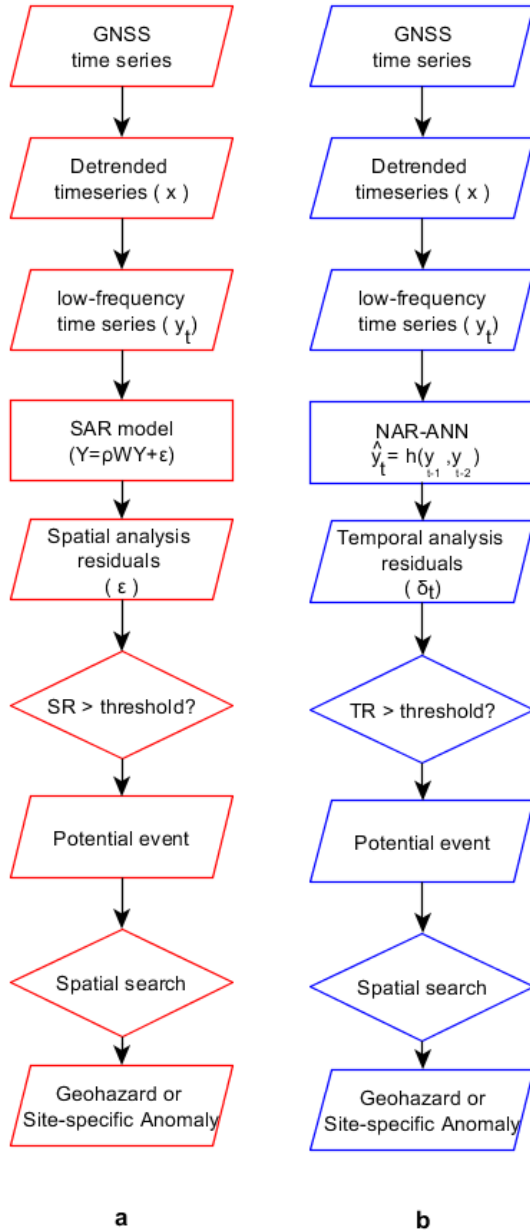 GNSS
time series
Detrended
timeseries ( x )
low-frequency
time series ( yt)
SAR model
(Y=ρWY+ε)
Spatial analysis
residuals
( ε )
SR > threshold?
Potential event
Spatial search
Geohazard or
Site-specific Anomaly
a
GNSS
time series
Detrended
timeseries ( x )
low-frequency
time series ( yt)
NAR-ANN
ŷt = h(yt-1 ,yt-2 )
Temporal analysis
residuals
( δt)
TR > threshold?
Potential event
Spatial search
Geohazard or
Site-specific Anomaly
b